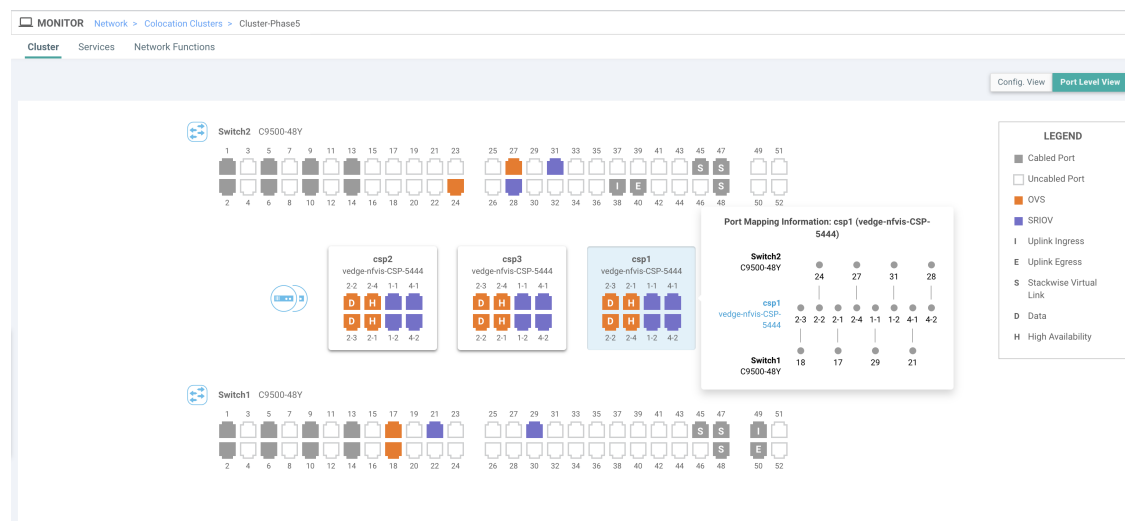 MONITOR Network > Colocation Clusters > Cluster-Phase5
Cluster Services Network Functions
Config. View Port Level View
Switch2 C9500-48Y
1 3 5 7 9 11 13 15 17 19 21 23 25 27 29 31 33 35 37 39 41 43 45 47 49 51
S S
I E S
2 4 6 8 10 12 14 16 18 20 22 24 26 28 30 32 34 36 38 40 42 44 46 48 50 52
csp2
vedge-nfvis-CSP-5444
2-2 2-4 1-1 4-1
D H
D H
2-3 2-1 1-2 4-2
csp3
vedge-nfvis-CSP-5444
2-3 2-1 1-1 4-1
D H
D H
2-2 2-4 1-2 4-2
csp1
vedge-nfvis-CSP-5444
2-3 2-1 1-1 4-1
D H
D H
2-2 2-4 1-2 4-2
Port Mapping Information: csp1 (vedge-nfvis-CSP-
5444)
Switch2
C9500-48Y
24 27 31 28
csp1
vedge-nfvis-CSP-
5444
2-3 2-2 2-1 2-4 1-1 1-2 4-1 4-2
Switch1
C9500-48Y
18 17 29 21
Switch1 C9500-48Y
1 3 5 7 9 11 13 15 17 19 21 23 25 27 29 31 33 35 37 39 41 43 45 47 49 51
S S I
S E
2 4 6 8 10 12 14 16 18 20 22 24 26 28 30 32 34 36 38 40 42 44 46 48 50 52
LEGEND
Cabled Port
Uncabled Port
OVS
SRIOV
I Uplink Ingress
E Uplink Egress
S Stackwise Virtual
Link
D Data
H High Availability